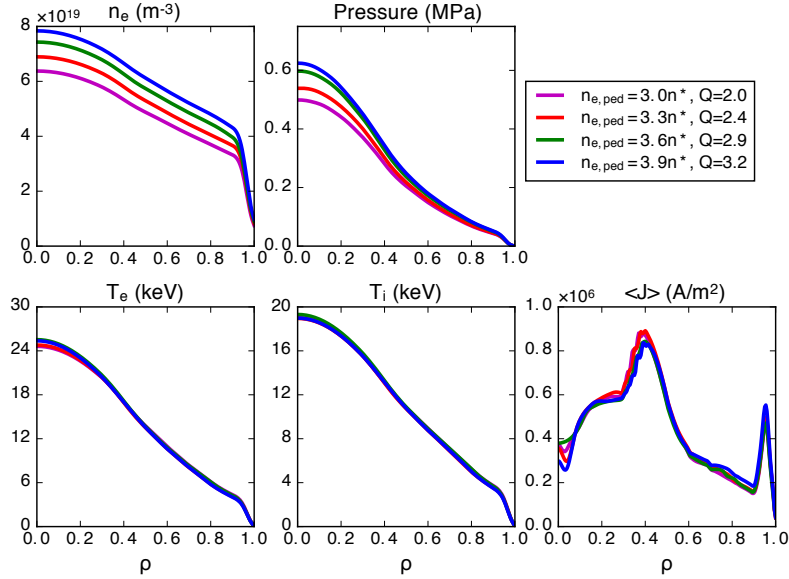 nₑ (m⁻³)
×10¹⁹
8
6
4
2
0
0.0 0.2 0.4 0.6 0.8 1.0
Pressure (MPa)
0.8
0.6
0.4
0.2
0.0
0.0 0.2 0.4 0.6 0.8 1.0
nₑ,ped=3.0n*, Q=2.0
nₑ,ped=3.3n*, Q=2.4
nₑ,ped=3.6n*, Q=2.9
nₑ,ped=3.9n*, Q=3.2
Tₑ (keV)
30
24
18
12
6
0
0.0 0.2 0.4 0.6 0.8 1.0
ρ
Tᵢ (keV)
20
16
12
8
4
0
0.0 0.2 0.4 0.6 0.8 1.0
ρ
<J> (A/m²)
×10⁶
1.0
0.8
0.6
0.4
0.2
0.0
0.0 0.2 0.4 0.6 0.8 1.0
ρ